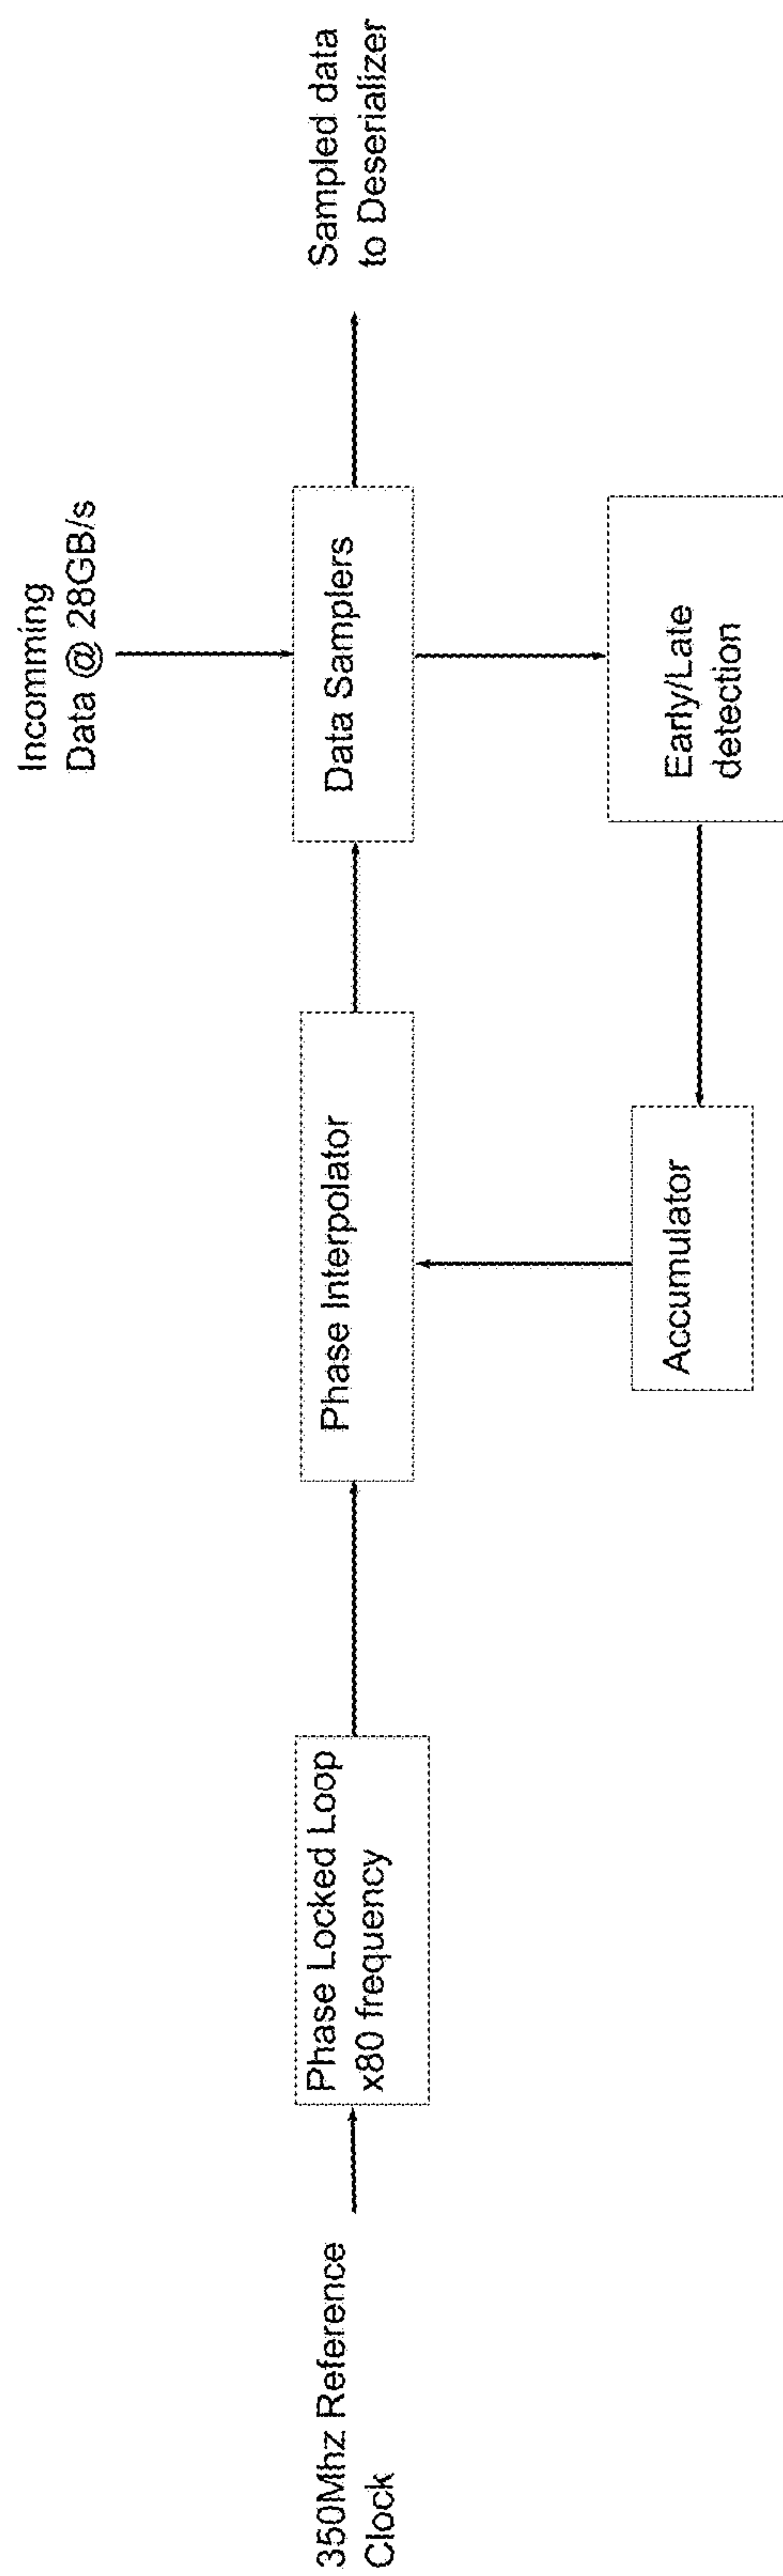 Incomming
Data @ 28GB/s
350Mhz Reference
Clock
Phase Locked Loop
x80 frequency
Phase Interpolator
Data Samplers
Sampled data
to Deserializer
Accumulator
Early/Late
detection